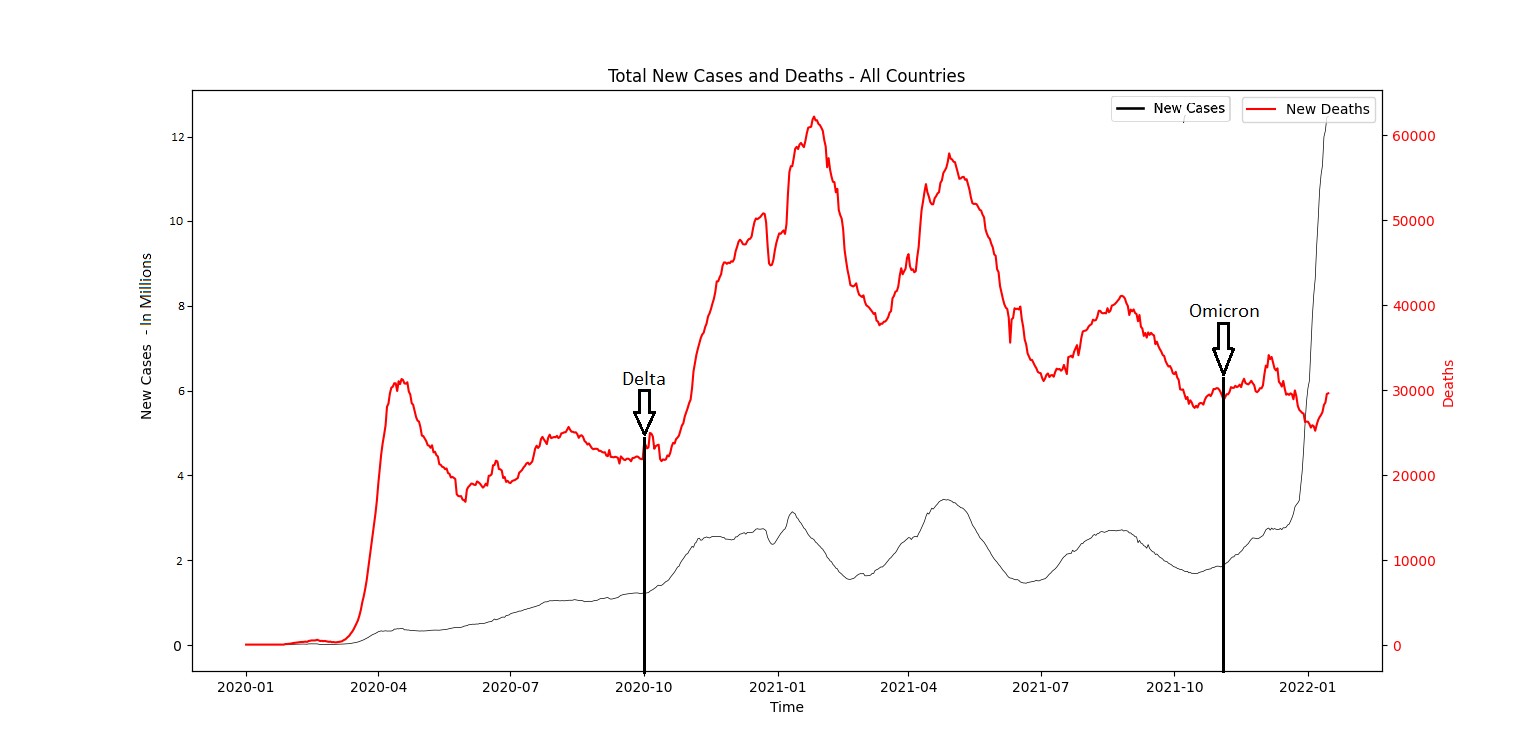 Total New Cases and Deaths - All Countries
New Cases
New Deaths
12
10
8
6
4
2
0
New Cases - In Millions
60000
50000
40000
30000
20000
10000
0
Deaths
Delta
Omicron
2020-01
2020-04
2020-07
2020-10
2021-01
2021-04
2021-07
2021-10
2022-01
Time